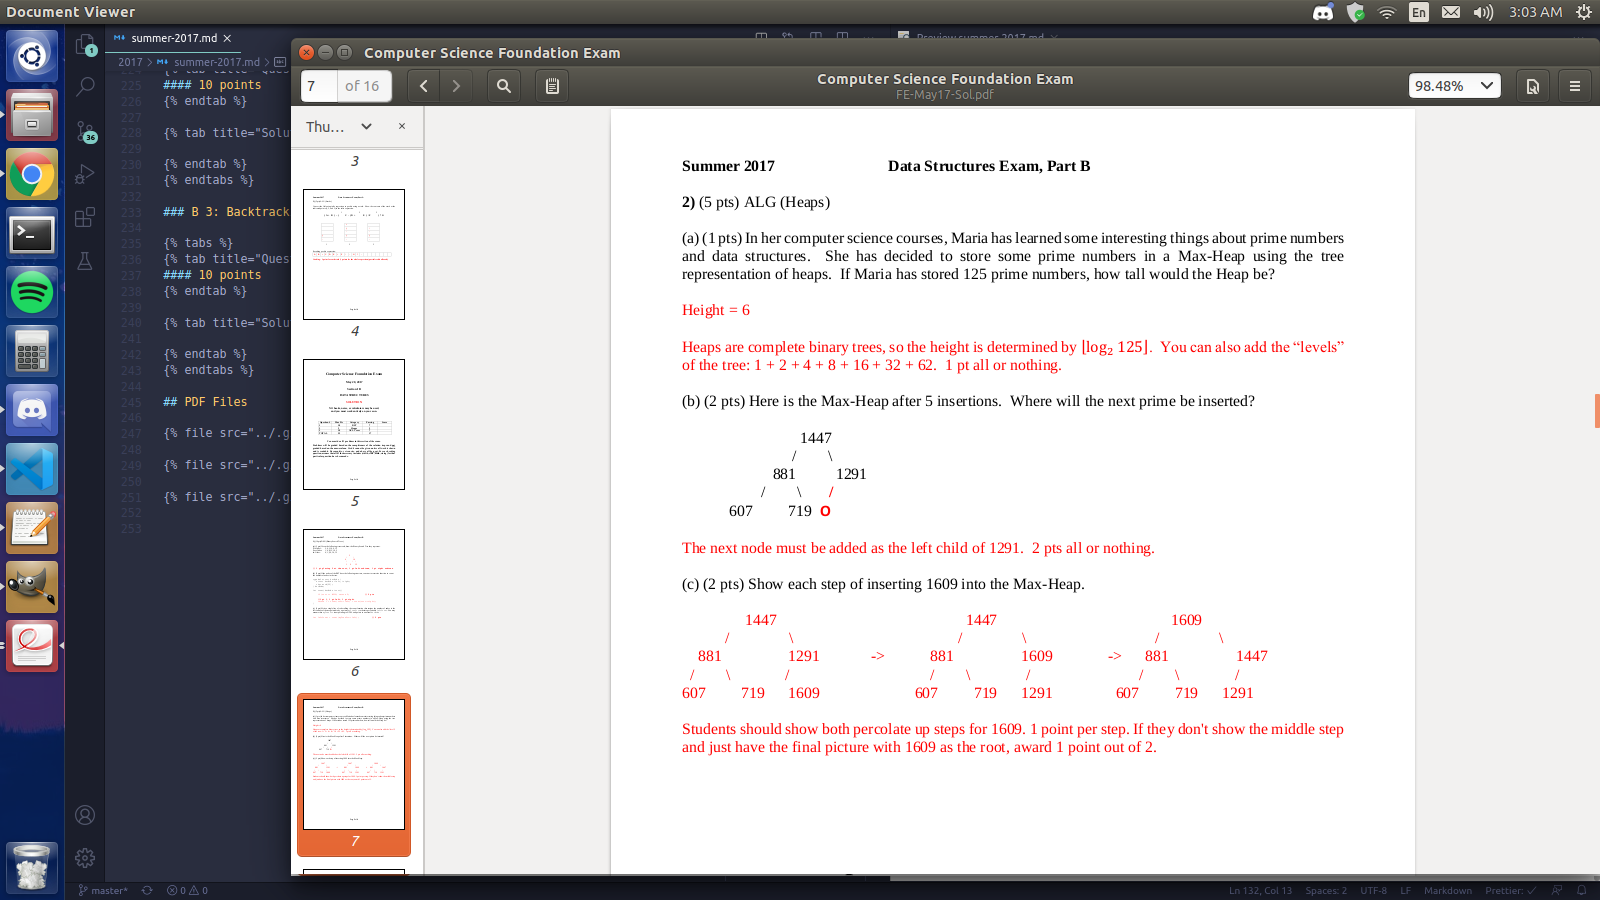 Document Viewer
En
3:03 AM
summer-2017.md
Preview summer-2017.md
2017 > summer-2017.md >
225 #### 10 points
226 {% endtab %}
227
228 {% tab title="Solu
229
230 {% endtab %}
231 {% endtabs %}
232
233 ### B 3: Backtrack
234
235 {% tabs %}
236 {% tab title="Ques
237 #### 10 points
238 {% endtab %}
239
240 {% tab title="Solu
241
242 {% endtab %}
243 {% endtabs %}
244
245 ## PDF Files
246
247 {% file src="../.g
248
249 {% file src="../.g
250
251 {% file src="../.g
252
253
1
36
master*
0 0
Computer Science Foundation Exam
7 of 16
Computer Science Foundation Exam
FE-May17-Sol.pdf
98.48%
Thu...
3
4
5
6
7
Summer 2017 Data Structures Exam, Part B
2) (5 pts) ALG (Heaps)
(a) (1 pts) In her computer science courses, Maria has learned some interesting things about prime numbers
and data structures. She has decided to store some prime numbers in a Max-Heap using the tree
representation of heaps. If Maria has stored 125 prime numbers, how tall would the Heap be?
Height = 6
Heaps are complete binary trees, so the height is determined by ⌊log₂ 125⌋. You can also add the “levels”
of the tree: 1 + 2 + 4 + 8 + 16 + 32 + 62. 1 pt all or nothing.
(b) (2 pts) Here is the Max-Heap after 5 insertions. Where will the next prime be inserted?
1447
/ \
881 1291
/ \ /
607 719 O
The next node must be added as the left child of 1291. 2 pts all or nothing.
(c) (2 pts) Show each step of inserting 1609 into the Max-Heap.
1447 1447 1609
/ \ / \ / \
881 1291 -> 881 1609 -> 881 1447
/ \ / / \ / / \ /
607 719 1609 607 719 1291 607 719 1291
Students should show both percolate up steps for 1609. 1 point per step. If they don't show the middle step
and just have the final picture with 1609 as the root, award 1 point out of 2.
Ln 132, Col 13 Spaces: 2 UTF-8 LF Markdown Prettier: ✓